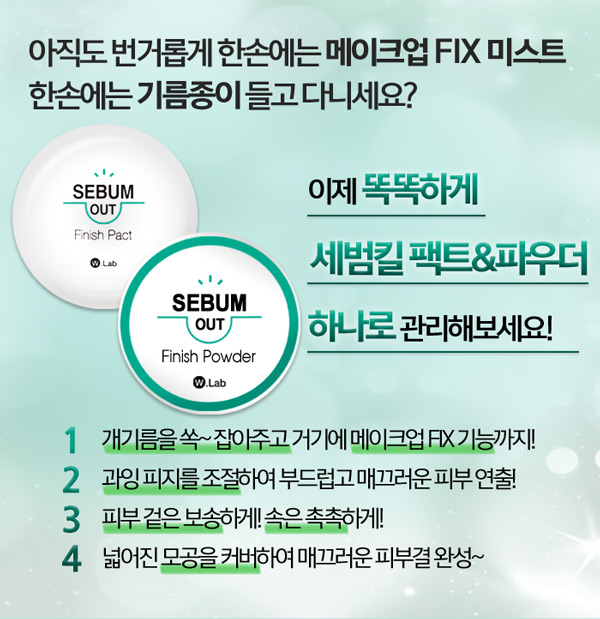 아직도 번거롭게 한손에는 메이크업 FIX 미스트
한손에는 기름종이 들고 다니세요?
SEBUM
OUT
Finish Pact
W.Lab
SEBUM
OUT
Finish Powder
W.Lab
이제 똑똑하게
세범킬 팩트&파우더
하나로 관리해보세요!
1 개기름을 쏙~ 잡아주고 거기에 메이크업 FIX 기능까지!
2 과잉 피지를 조절하여 부드럽고 매끄러운 피부 연출!
3 피부 겉은 보송하게! 속은 촉촉하게!
4 넓어진 모공을 커버하여 매끄러운 피부결 완성~